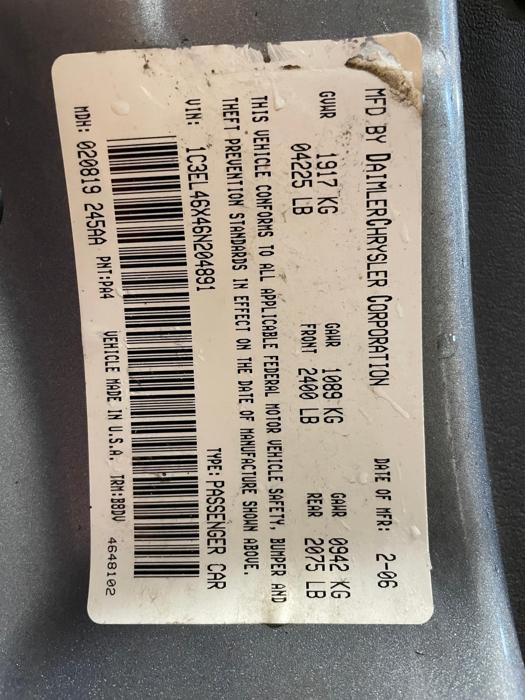 MFD BY DAIMLERCHRYSLER CORPORATION DATE OF MFR: 2-06
GVWR 1917 KG GAWR 1089 KG GAWR 0942 KG
04225 LB FRONT 2400 LB REAR 2075 LB
THIS VEHICLE CONFORMS TO ALL APPLICABLE FEDERAL MOTOR VEHICLE SAFETY, BUMPER AND
THEFT PREVENTION STANDARDS IN EFFECT ON THE DATE OF MANUFACTURE SHOWN ABOVE.
VIN: 1C3EL46X46N204891 TYPE: PASSENGER CAR
MDH: 020819 245AA PNT:PA4 VEHICLE MADE IN U.S.A. TRM:B8DV 4648102